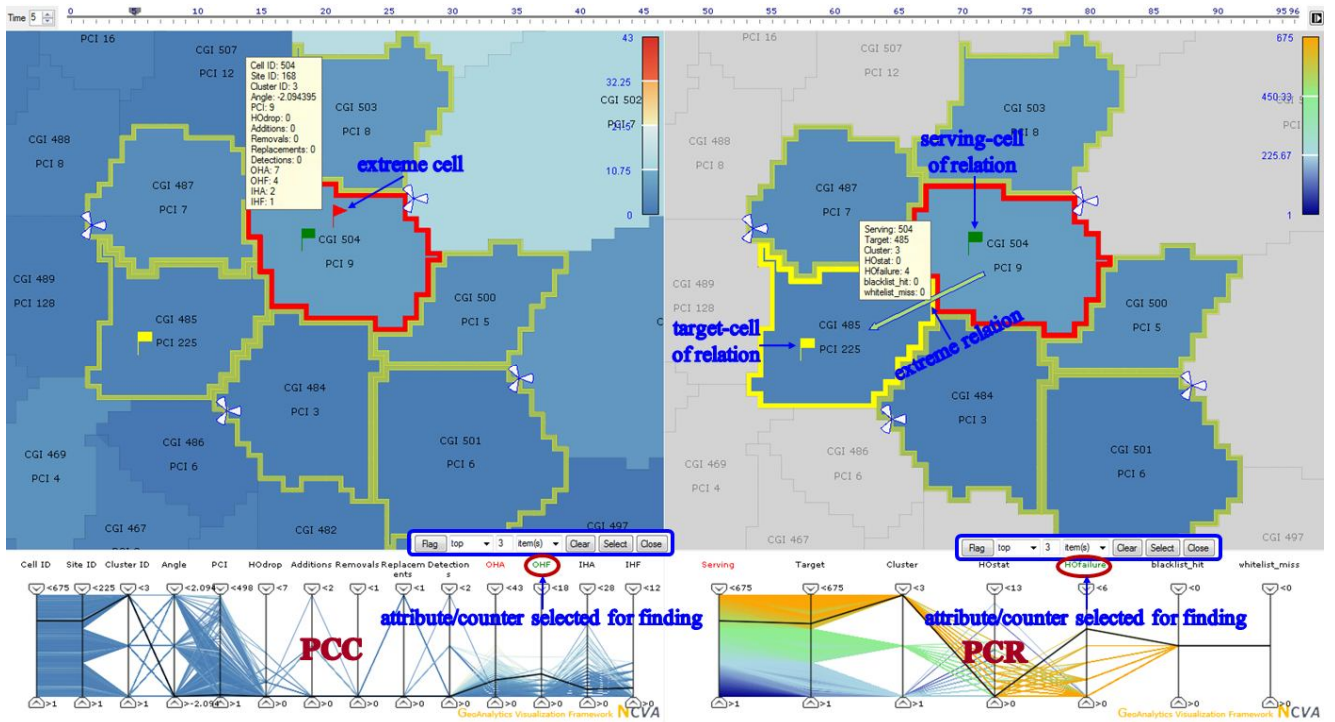 Time 5
0 5 10 15 20 25 30 35 40 45 50 55 60 65 70 75 80 85 90 95 96
PCI 16
CGI 507
PCI 12
CGI 488
PCI 8
Cell ID: 504
Site ID: 168
Cluster ID: 3
Angle: -2.094395
PCI: 9
HOdrop: 0
Additions: 0
Removals: 0
Replacements: 0
Detections: 0
OHA: 7
OHF: 4
IHA: 2
IHF: 1
CGI 503
PCI 8
extreme cell
43
32.25
21.5
10.75
0
CGI 502
PCI 7
CGI 487
PCI 7
CGI 504
PCI 9
CGI 489
PCI 128
CGI 485
PCI 225
CGI 500
PCI 5
CGI 484
PCI 3
CGI 486
PCI 6
CGI 501
PCI 6
CGI 469
PCI 4
CGI 467
CGI 482
CGI 497
PCI 16
CGI 507
PCI 12
CGI 488
PCI 8
CGI 503
PCI 8
675
450.33
225.67
1
serving-cell
of relation
CGI 487
PCI 7
Serving: 504
Target: 485
Cluster: 3
HOstat: 0
HOfailure: 4
blacklist_hit: 0
whitelist_miss: 0
CGI 504
PCI 9
CGI 489
PCI 128
CGI 485
PCI 225
target-cell
of relation
extreme relation
CGI 500
PCI 5
CGI 484
PCI 3
CGI 486
PCI 6
CGI 501
PCI 6
CGI 469
PCI 4
CGI 467
CGI 497
Flag top 3 item(s) Clear Select Close
Flag top 3 item(s) Clear Select Close
Cell ID Site ID Cluster ID Angle PCI HOdrop Additions Removals Replacem
ents Detection
s OHA OHF IHA IHF
<675 <225 <3 <2.094 <498 <7 <2 <1 <1 <2 <43 <18 <28 <12
attribute/counter selected for finding
PCC
>1 >1 >1 >-2.094 >0 >0 >0 >0 >0 >0 >0 >0 >0 >0
GeoAnalytics Visualization Framework NCVA
Serving Target Cluster HOstat HOfailure blacklist_hit whitelist_miss
<675 <675 <3 <13 <6 <0 <0
attribute/counter selected for finding
PCR
>1 >1 >1 >0 >0 >0 >0
GeoAnalytics Visualization Framework NCVA